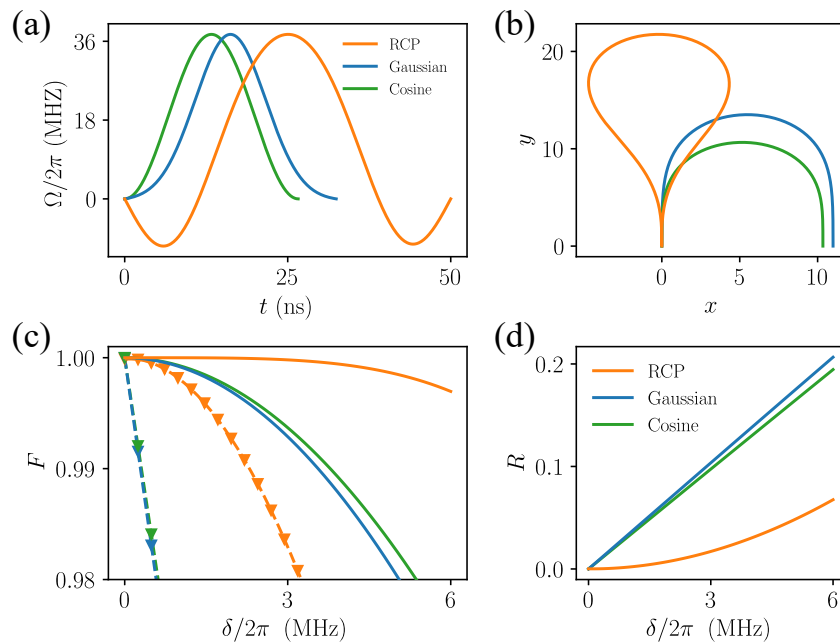 (a)
Ω/2π (MHZ)
36
18
0
RCP
Gaussian
Cosine
0
25
50
t (ns)
(b)
y
20
10
0
0
5
10
x
(c)
F
1.00
0.99
0.98
0
3
6
δ/2π (MHz)
(d)
R
0.2
0.1
0.0
RCP
Gaussian
Cosine
0
3
6
δ/2π (MHz)